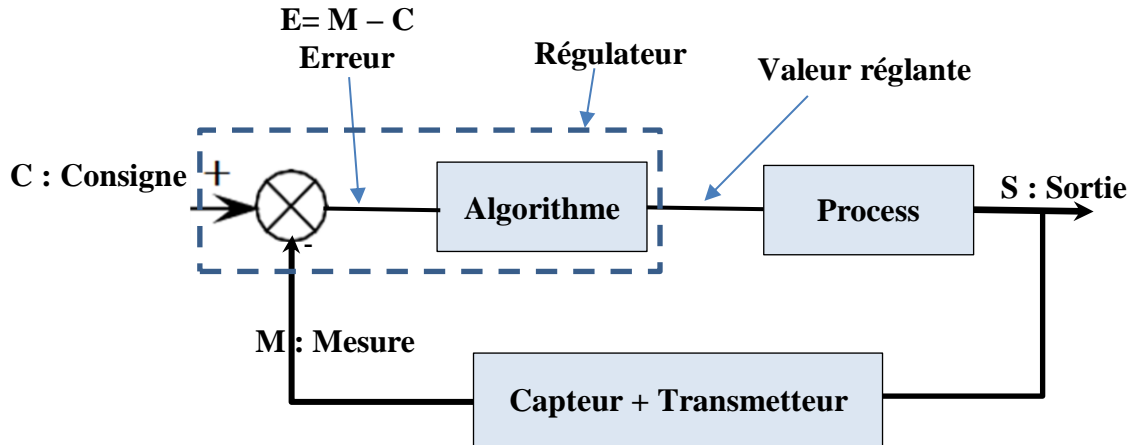 E= M – C
Erreur
Régulateur
Valeur réglante
C : Consigne
+
Algorithme
Process
S : Sortie
-
M : Mesure
Capteur + Transmetteur